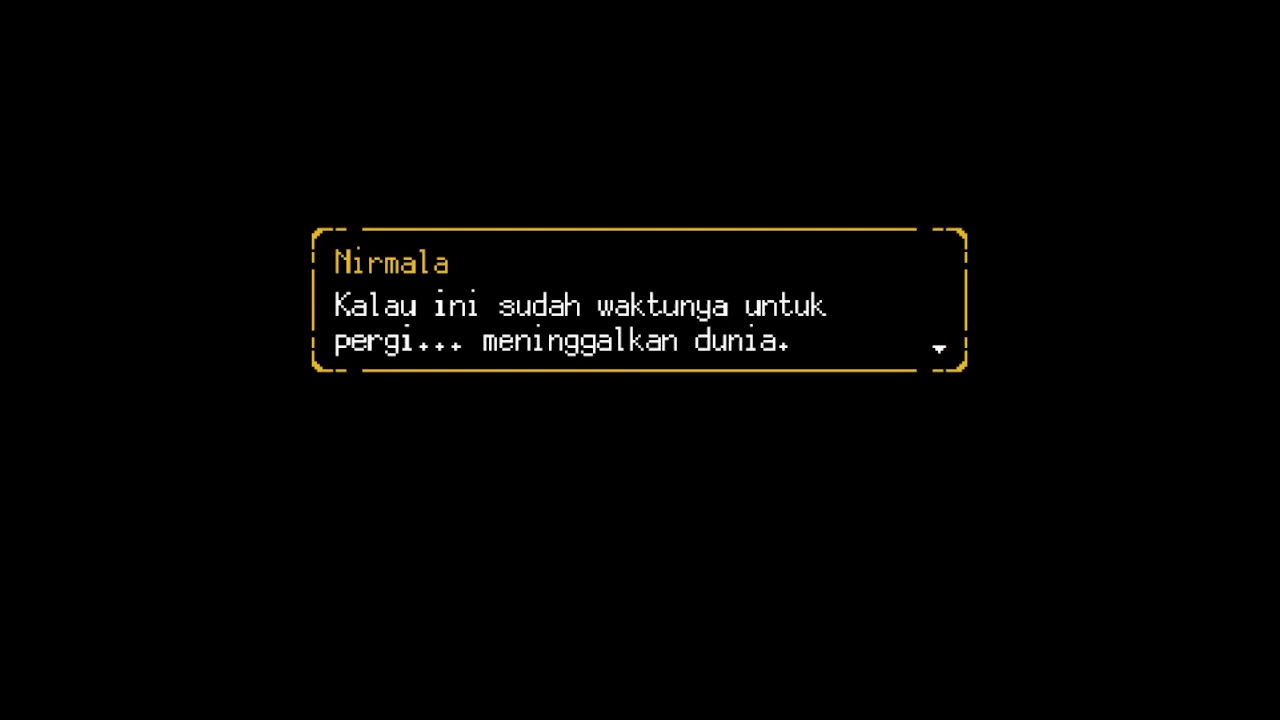 Nirmala
Kalau ini sudah waktunya untuk
pergi... meninggalkan dunia.